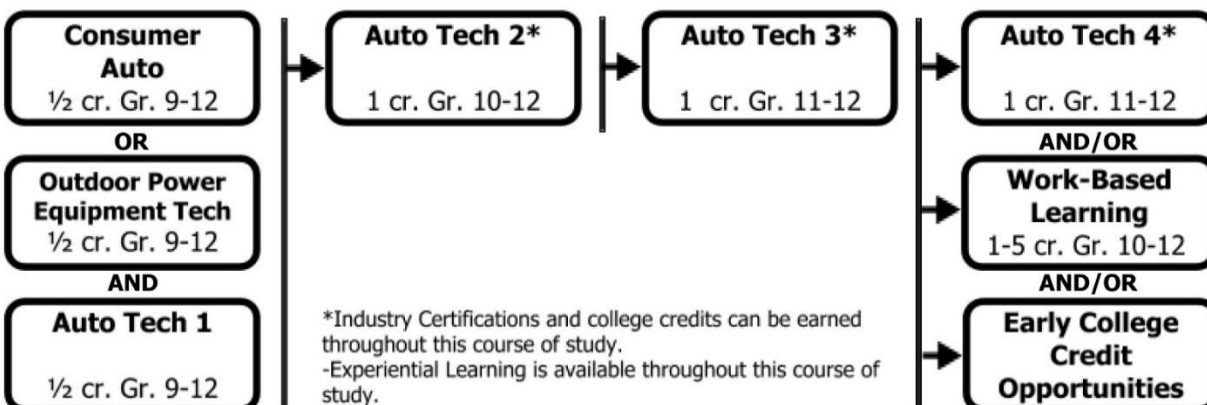 Consumer
Auto
½ cr. Gr. 9-12
OR
Outdoor Power
Equipment Tech
½ cr. Gr. 9-12
AND
Auto Tech 1
½ cr. Gr. 9-12
Auto Tech 2*
1 cr. Gr. 10-12
Auto Tech 3*
1 cr. Gr. 11-12
*Industry Certifications and college credits can be earned
throughout this course of study.
-Experiential Learning is available throughout this course of
study.
Auto Tech 4*
1 cr. Gr. 11-12
AND/OR
Work-Based
Learning
1-5 cr. Gr. 10-12
AND/OR
Early College
Credit
Opportunities